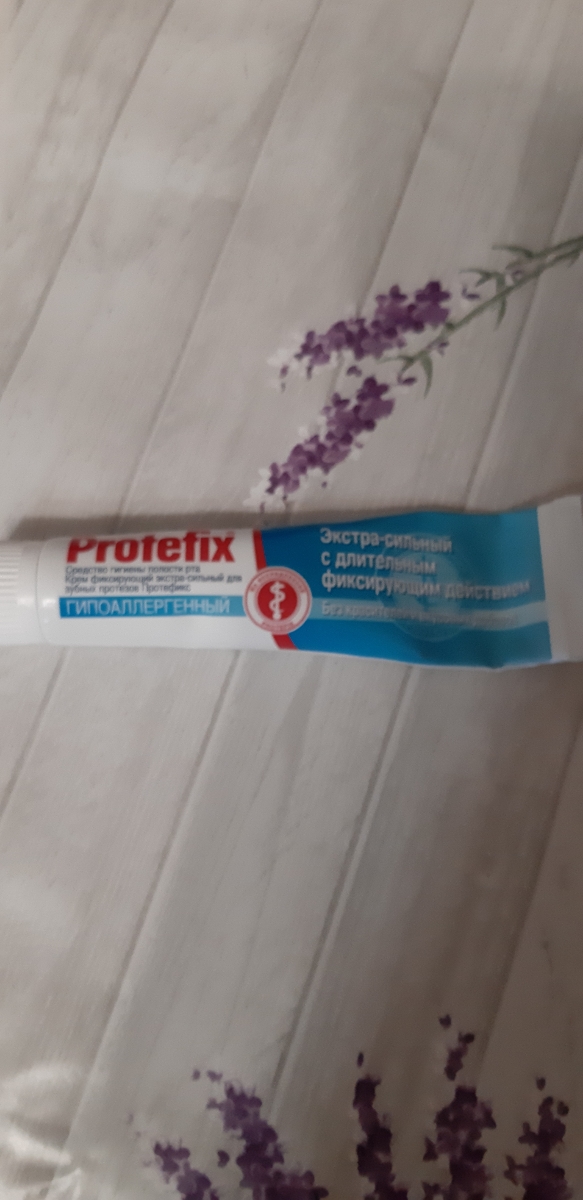 Protefix
Средство гигиены полости рта
Крем фиксирующий экстра-сильный для
зубных протезов Протефикс
ГИПОАЛЛЕРГЕННЫЙ
Экстра-сильный
с длительным
фиксирующим действием
Без